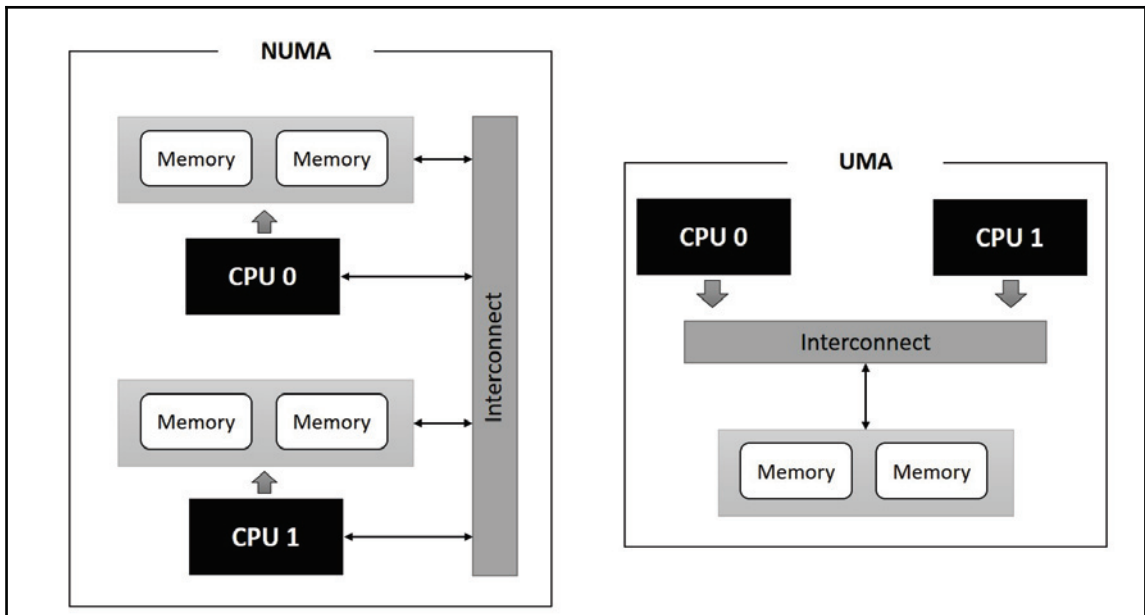 NUMA
Memory Memory
CPU 0
Memory Memory
CPU 1
Interconnect
UMA
CPU 0 CPU 1
Interconnect
Memory Memory